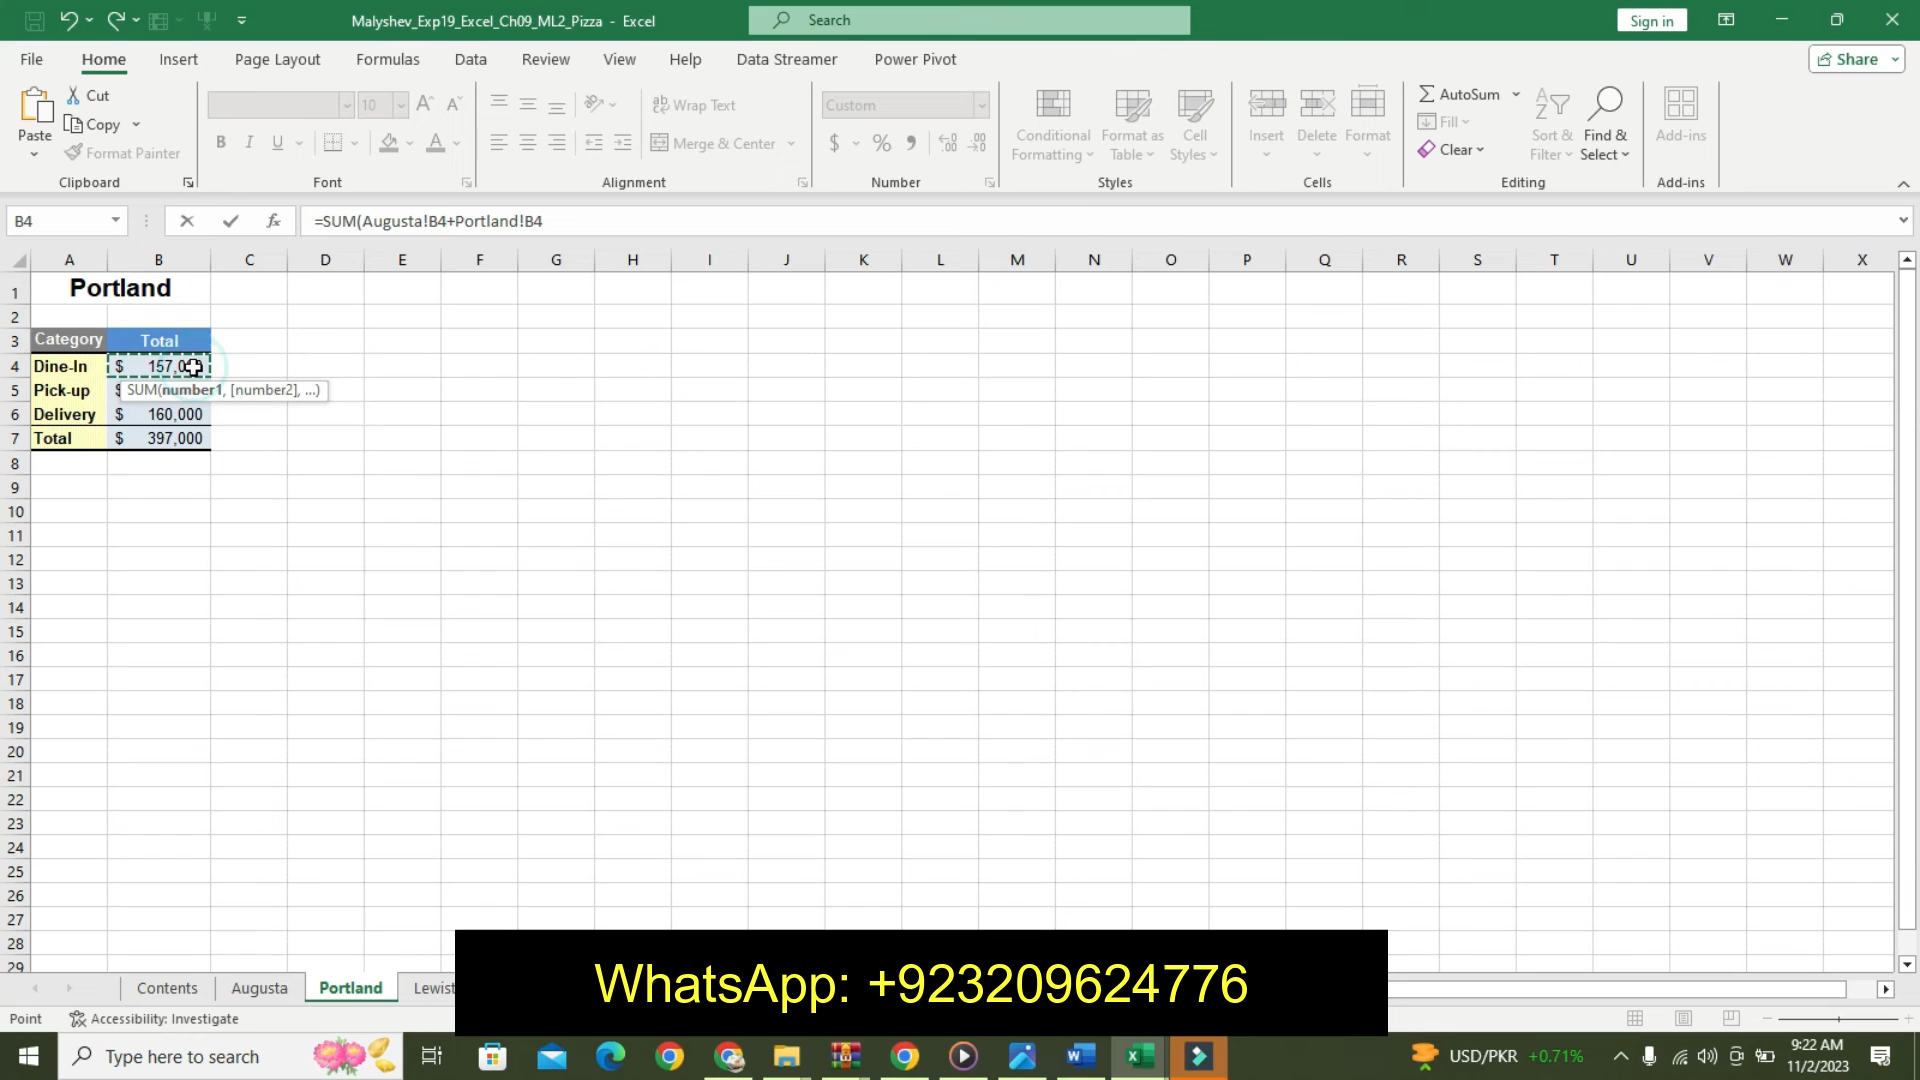 Malyshev_Exp19_Excel_Ch09_ML2_Pizza - Excel
Search
Sign in
File Home Insert Page Layout Formulas Data Review View Help Data Streamer Power Pivot
Share
Paste
Cut
Copy
Format Painter
Clipboard
10
A A
B I U A
Font
ab Wrap Text
Merge & Center
Alignment
Custom
$ % ,
Number
Conditional Formatting
Format as Table
Cell Styles
Styles
Insert
Delete
Format
Cells
AutoSum
Fill
Clear
Sort & Filter
Find & Select
Editing
Add-ins
Add-ins
B4
fx
=SUM(Augusta!B4+Portland!B4
A B C D E F G H I J K L M N O P Q R S T U V W X
1 Portland
2
3 Category Total
4 Dine-In $ 157,0
SUM(number1, [number2], ...)
5 Pick-up $
6 Delivery $ 160,000
7 Total $ 397,000
8
9
10
11
12
13
14
15
16
17
18
19
20
21
22
23
24
25
26
27
28
29
WhatsApp: +923209624776
Contents Augusta Portland Lewist
Point
Accessibility: Investigate
Type here to search
USD/PKR +0.71%
9:22 AM
11/2/2023